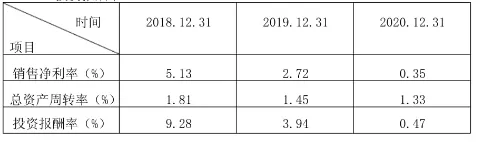 时间 2018.12.31 2019.12.31 2020.12.31
项目
销售净利率(%) 5.13 2.72 0.35
总资产周转率(%) 1.81 1.45 1.33
投资报酬率(%) 9.28 3.94 0.47